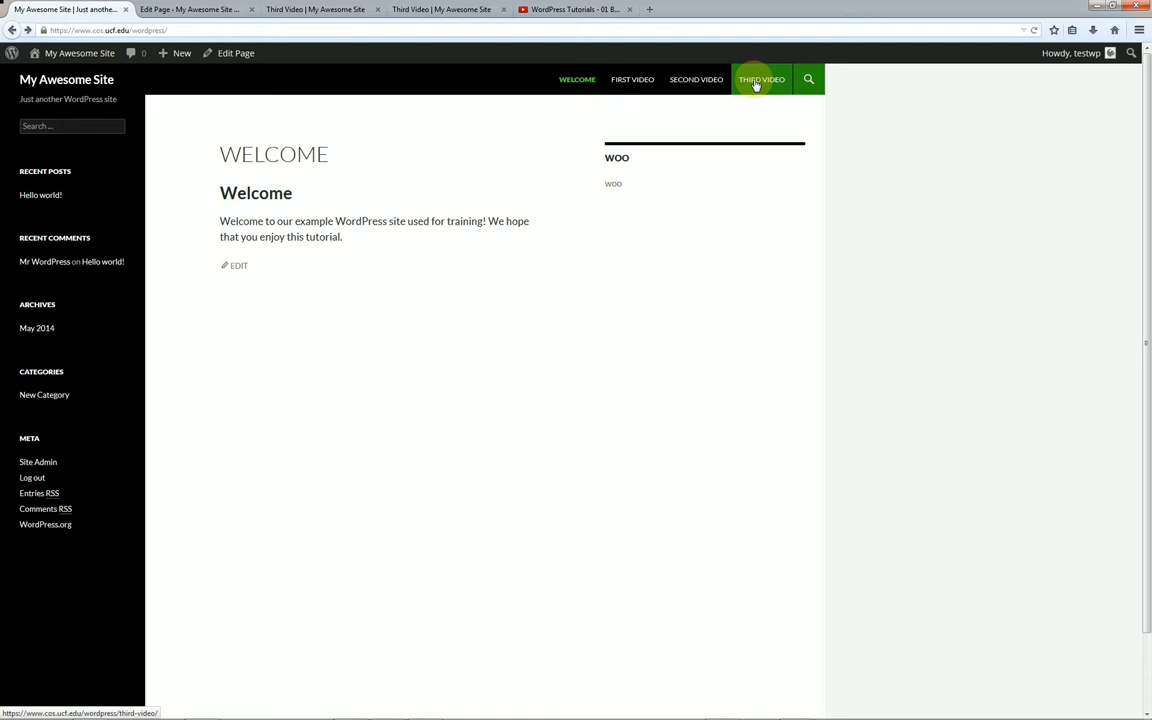 My Awesome Site | Just anothe...
Edit Page ‹ My Awesome Site ...
Third Video | My Awesome Site
Third Video | My Awesome Site
WordPress Tutorials - 01 B...
https://www.cos.ucf.edu/wordpress/
My Awesome Site
0
New
Edit Page
Howdy, testwp
My Awesome Site
WELCOME
FIRST VIDEO
SECOND VIDEO
THIRD VIDEO
Just another WordPress site
Search ...
WELCOME
WOO
RECENT POSTS
woo
Welcome
Hello world!
Welcome to our example WordPress site used for training! We hope
that you enjoy this tutorial.
RECENT COMMENTS
Mr WordPress on Hello world!
EDIT
ARCHIVES
May 2014
CATEGORIES
New Category
META
Site Admin
Log out
Entries RSS
Comments RSS
WordPress.org
https://www.cos.ucf.edu/wordpress/third-video/